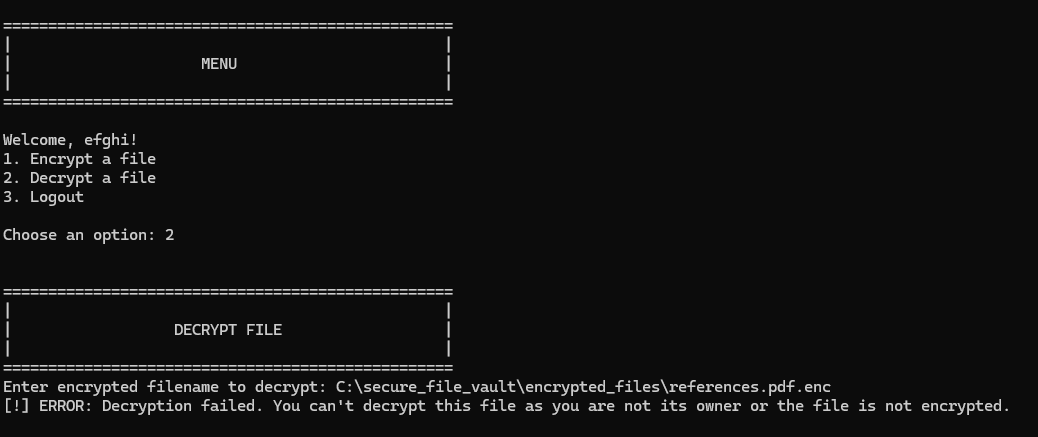 ==================================================
|                                                |
|                     MENU                       |
|                                                |
==================================================
Welcome, efghi!
1. Encrypt a file
2. Decrypt a file
3. Logout
Choose an option: 2
==================================================
|                                                |
|                  DECRYPT FILE                  |
|                                                |
==================================================
Enter encrypted filename to decrypt: C:\secure_file_vault\encrypted_files\references.pdf.enc
[!] ERROR: Decryption failed. You can't decrypt this file as you are not its owner or the file is not encrypted.